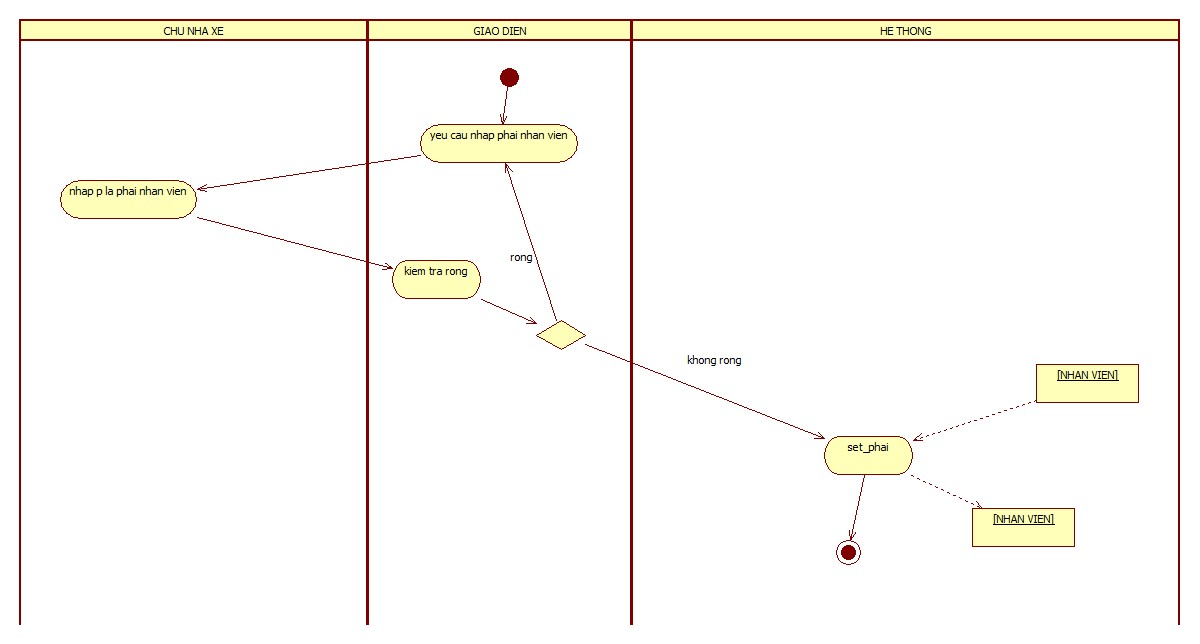 CHU NHA XE
GIAO DIEN
HE THONG
yeu cau nhap phai nhan vien
nhap p la phai nhan vien
rong
kiem tra rong
khong rong
[NHAN VIEN]
set_phai
[NHAN VIEN]